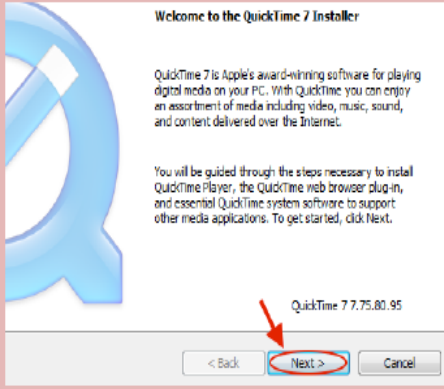 Welcome to the QuickTime 7 Installer
QuickTime 7 is Apple's award-winning software for playing
digital media on your PC. With QuickTime you can enjoy
an assortment of media including video, music, sound,
and content delivered over the Internet.
You will be guided through the steps necessary to install
QuickTime Player, the QuickTime web browser plug-in,
and essential QuickTime system software to support
other media applications. To get started, click Next.
QuickTime 7 7.75.80.95
< Back Next > Cancel